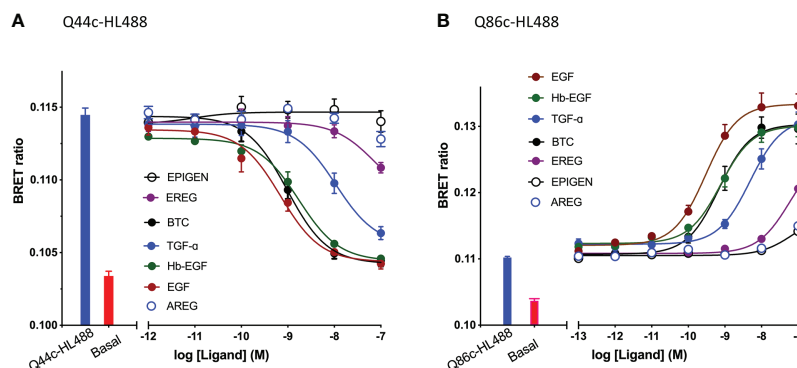 A Q44c-HL488
BRET ratio
0.115
0.110
0.105
0.100
EPIGEN
EREG
BTC
TGF-α
Hb-EGF
EGF
AREG
Q44c-HL488
Basal
-12 -11 -10 -9 -8 -7
log [Ligand] (M)
B Q86c-HL488
BRET ratio
0.13
0.12
0.11
0.10
EGF
Hb-EGF
TGF-α
BTC
EREG
EPIGEN
AREG
Q86c-HL488
Basal
-13 -12 -11 -10 -9 -8 -7
log [Ligand] (M)